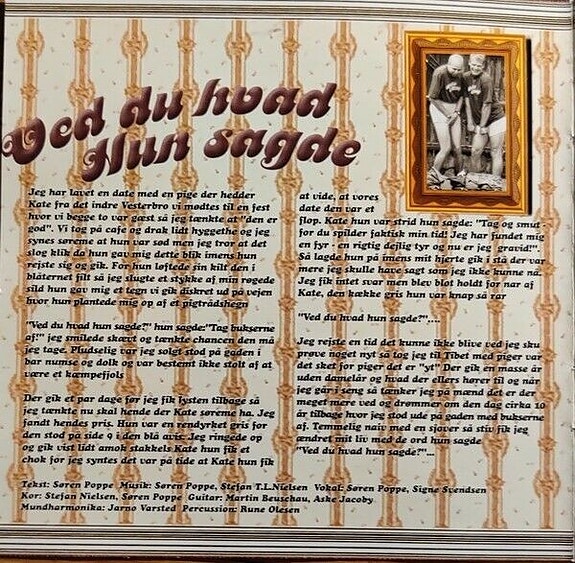 Ved du hvad
Hun sagde
Jeg har lavet en date med en pige der hedder
Kate fra det indre Vesterbro vi mødtes til en fest
hvor vi begge to var gæst så jeg tænkte at "den er
god". Vi tog på cafe og drak lidt hyggethe og jeg
synes søreme at hun var sød men jeg tror at det
slog klik da hun gav mig dette blik imens hun
rejste sig og gik. For hun løftede sin kilt den i
blåternet filt så jeg slugte et stykke af min røgede
sild hun gav mig et tegn vi gik diskret ud på vejen
hvor hun plantede mig op af et pigtrådshegn
"Ved du hvad hun sagde?" hun sagde:"Tag bukserne
af!" jeg smilede skævt og tænkte chancen den må
jeg tage. Pludselig var jeg solgt stod på gaden i
bar numse og dolk og var bestemt ikke stolt af at
være et kæmpefjols
Der gik et par dage før jeg fik lysten tilbage så
jeg tænkte nu skal hende der Kate søreme ha. Jeg
fandt hendes pris. Hun var en rendyrket gris for
den stod på side 9 i den blå avis. Jeg ringede op
og gik vist lidt amok stakkels Kate hun fik et
chok for jeg syntes det var på tide at Kate hun fik
at vide, at vores
date den var et
flop. Kate hun var strid hun sagde: "Tag og smut
for du spilder faktisk min tid! Jeg har fundet mig
en fyr - en rigtig dejlig tyr og nu er jeg gravid!".
Så lagde hun på imens mit hjerte gik i stå der var
mere jeg skulle have sagt som jeg ikke kunne nå.
Jeg fik intet svar men blev blot holdt for nar af
Kate, den kække gris hun var knap så rar
"Ved du hvad hun sagde?"....
Jeg rejste en tid det kunne ikke blive ved jeg sku
prøve noget nyt så tog jeg til Tibet med piger var
det sket for piger det er "yt" Der gik en masse år
uden damelår og hvad der ellers hører til og når
jeg går i seng så tænker jeg på mænd det er der
meget mere ved og drømmer om den dag cirka 10
år tilbage hvor jeg stod ude på gaden med bukserne
af. Temmelig naiv med en sjover så stiv fik jeg
ændret mit liv med de ord hun sagde
"Ved du hvad hun sagde?"...
Tekst: Søren Poppe Musik: Søren Poppe, Stefan T.L.Nielsen Vokal: Søren Poppe, Signe Svendsen
Kor: Stefan Nielsen, Søren Poppe Guitar: Martin Beuschau, Aske Jacoby
Mundharmonika: Jarno Varsted Percussion: Rune Olesen